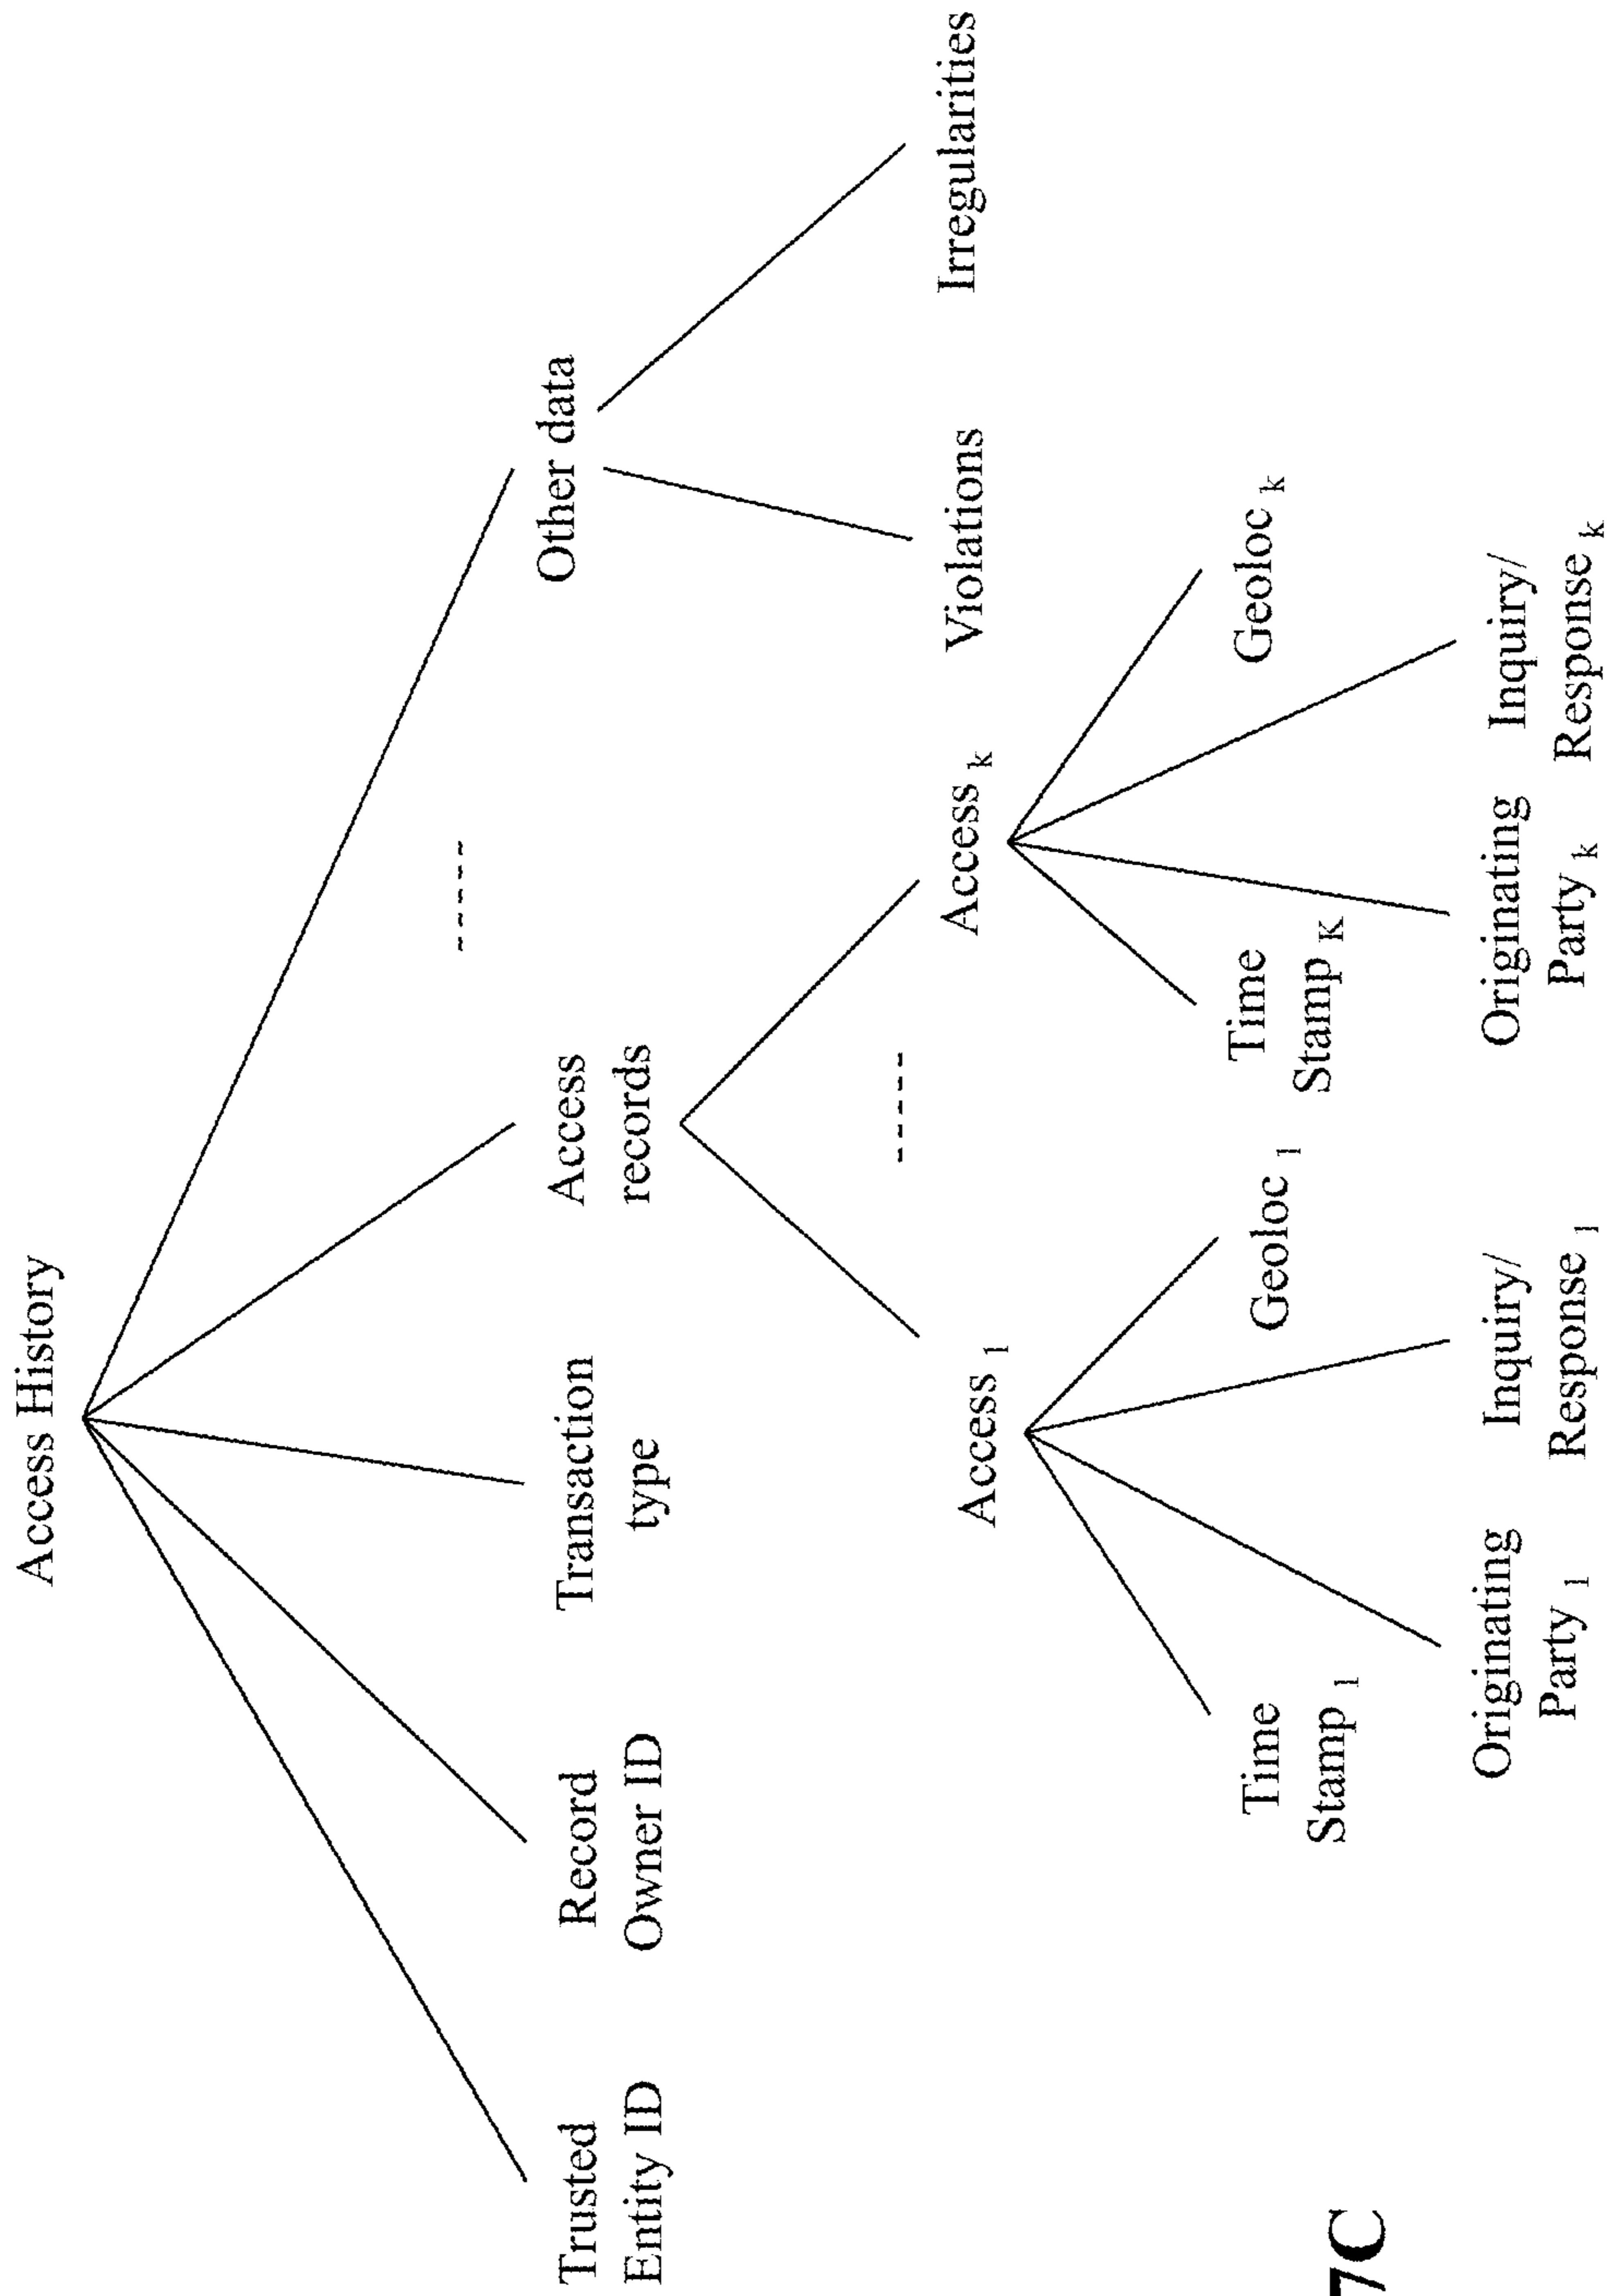 Access History
-----
Trusted
Entity ID
Record
Owner ID
Transaction
type
Access
records
Other data
-----
Access 1
Access k
Violations
Irregularities
Time
Stamp 1
Geoloc 1
Time
Stamp K
Geoloc k
Originating
Party 1
Inquiry/
Response 1
Originating
Party k
Inquiry/
Response k
7C